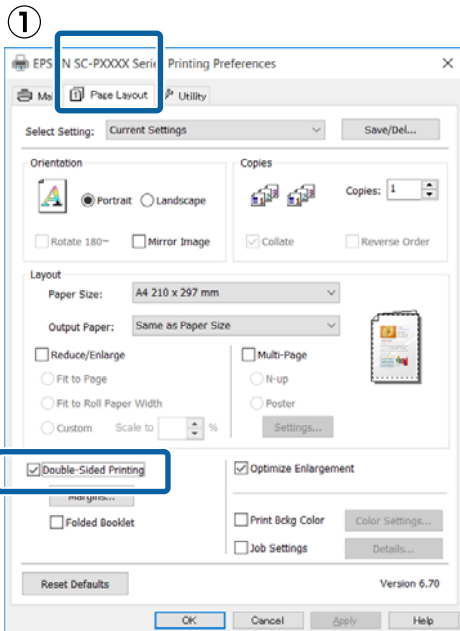 ①
EPS N SC-PXXXX Serie Printing Preferences
Ma Page Layout Utility
Select Setting: Current Settings Save/Del...
Orientation Copies
A Portrait Landscape Copies: 1
Rotate 180° Mirror Image Collate Reverse Order
Layout
Paper Size: A4 210 x 297 mm
Output Paper: Same as Paper Size
Reduce/Enlarge Multi-Page
Fit to Page N-up
Fit to Roll Paper Width Poster
Custom Scale to % Settings...
Double-Sided Printing Optimize Enlargement
Margins...
Folded Booklet Print Bckg Color Color Settings...
Job Settings Details...
Reset Defaults Version 6.70
OK Cancel Apply Help